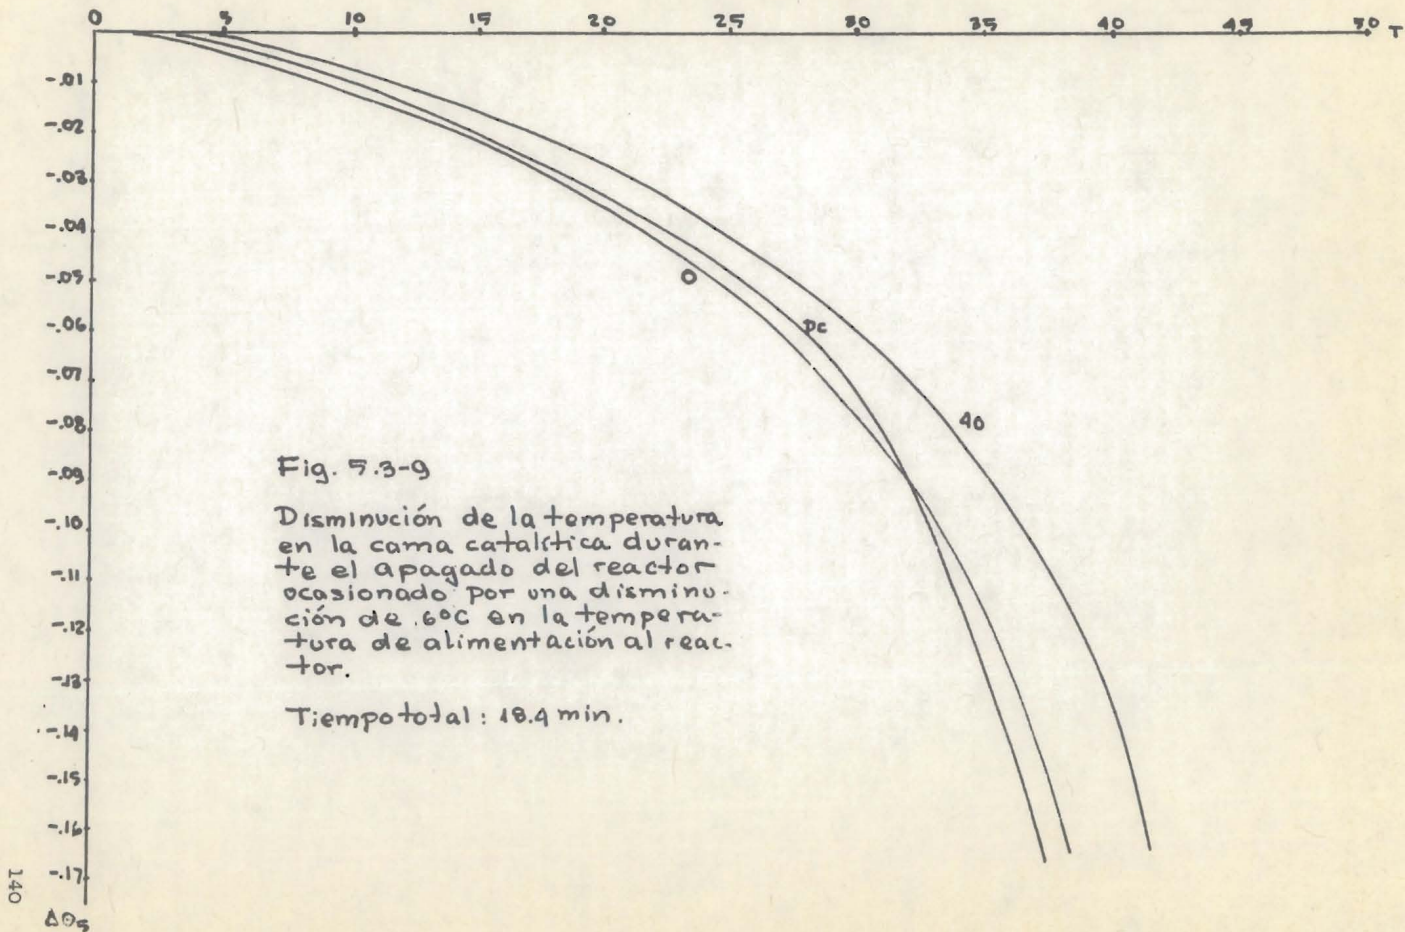 0 5 10 15 20 25 30 35 40 45 50 T
-.01
-.02
-.03
-.04
-.05
-.06
-.07
-.08
-.09
-.10
-.11
-.12
-.13
-.14
-.15
-.16
-.17
ΔΘ5
O
pc
40
Fig. 5.3-9
Disminución de la temperatura
en la cama catalítica duran-
te el apagado del reactor
ocasionado por una disminu-
ción de .6°C en la tempera-
tura de alimentación al reac-
tor.
Tiempo total: 18.4 min.
140